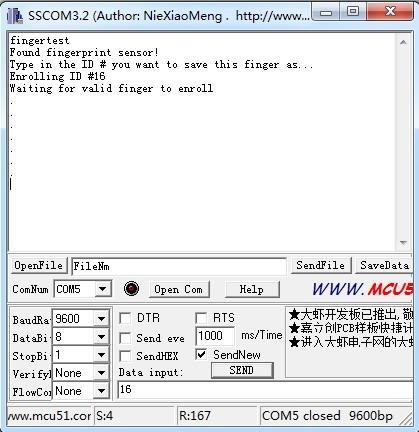 SSCOM3.2 (Author: NieXiaoMeng . http://www...
fingertest
Found fingerprint sensor!
Type in the ID # you want to save this finger as...
Enrolling ID #16
Waiting for valid finger to enroll
.
.
.
.
.
.
OpenFile FileNm SendFile SaveData
ComNum COM5 Open Com Help WWW.MCU5
BaudRa 9600 DTR RTS
DataBi 8 Send eve 1000 ms/Time
StopBi 1 SendHEX SendNew
Verify None Data input: SEND
FlowCon None 16
★大虾开发板已推出,
★嘉立创PCB样板快捷计
★进入大虾电子网的大虾
www.mcu51.cor S:4 R:167 COM5 closed 9600bp